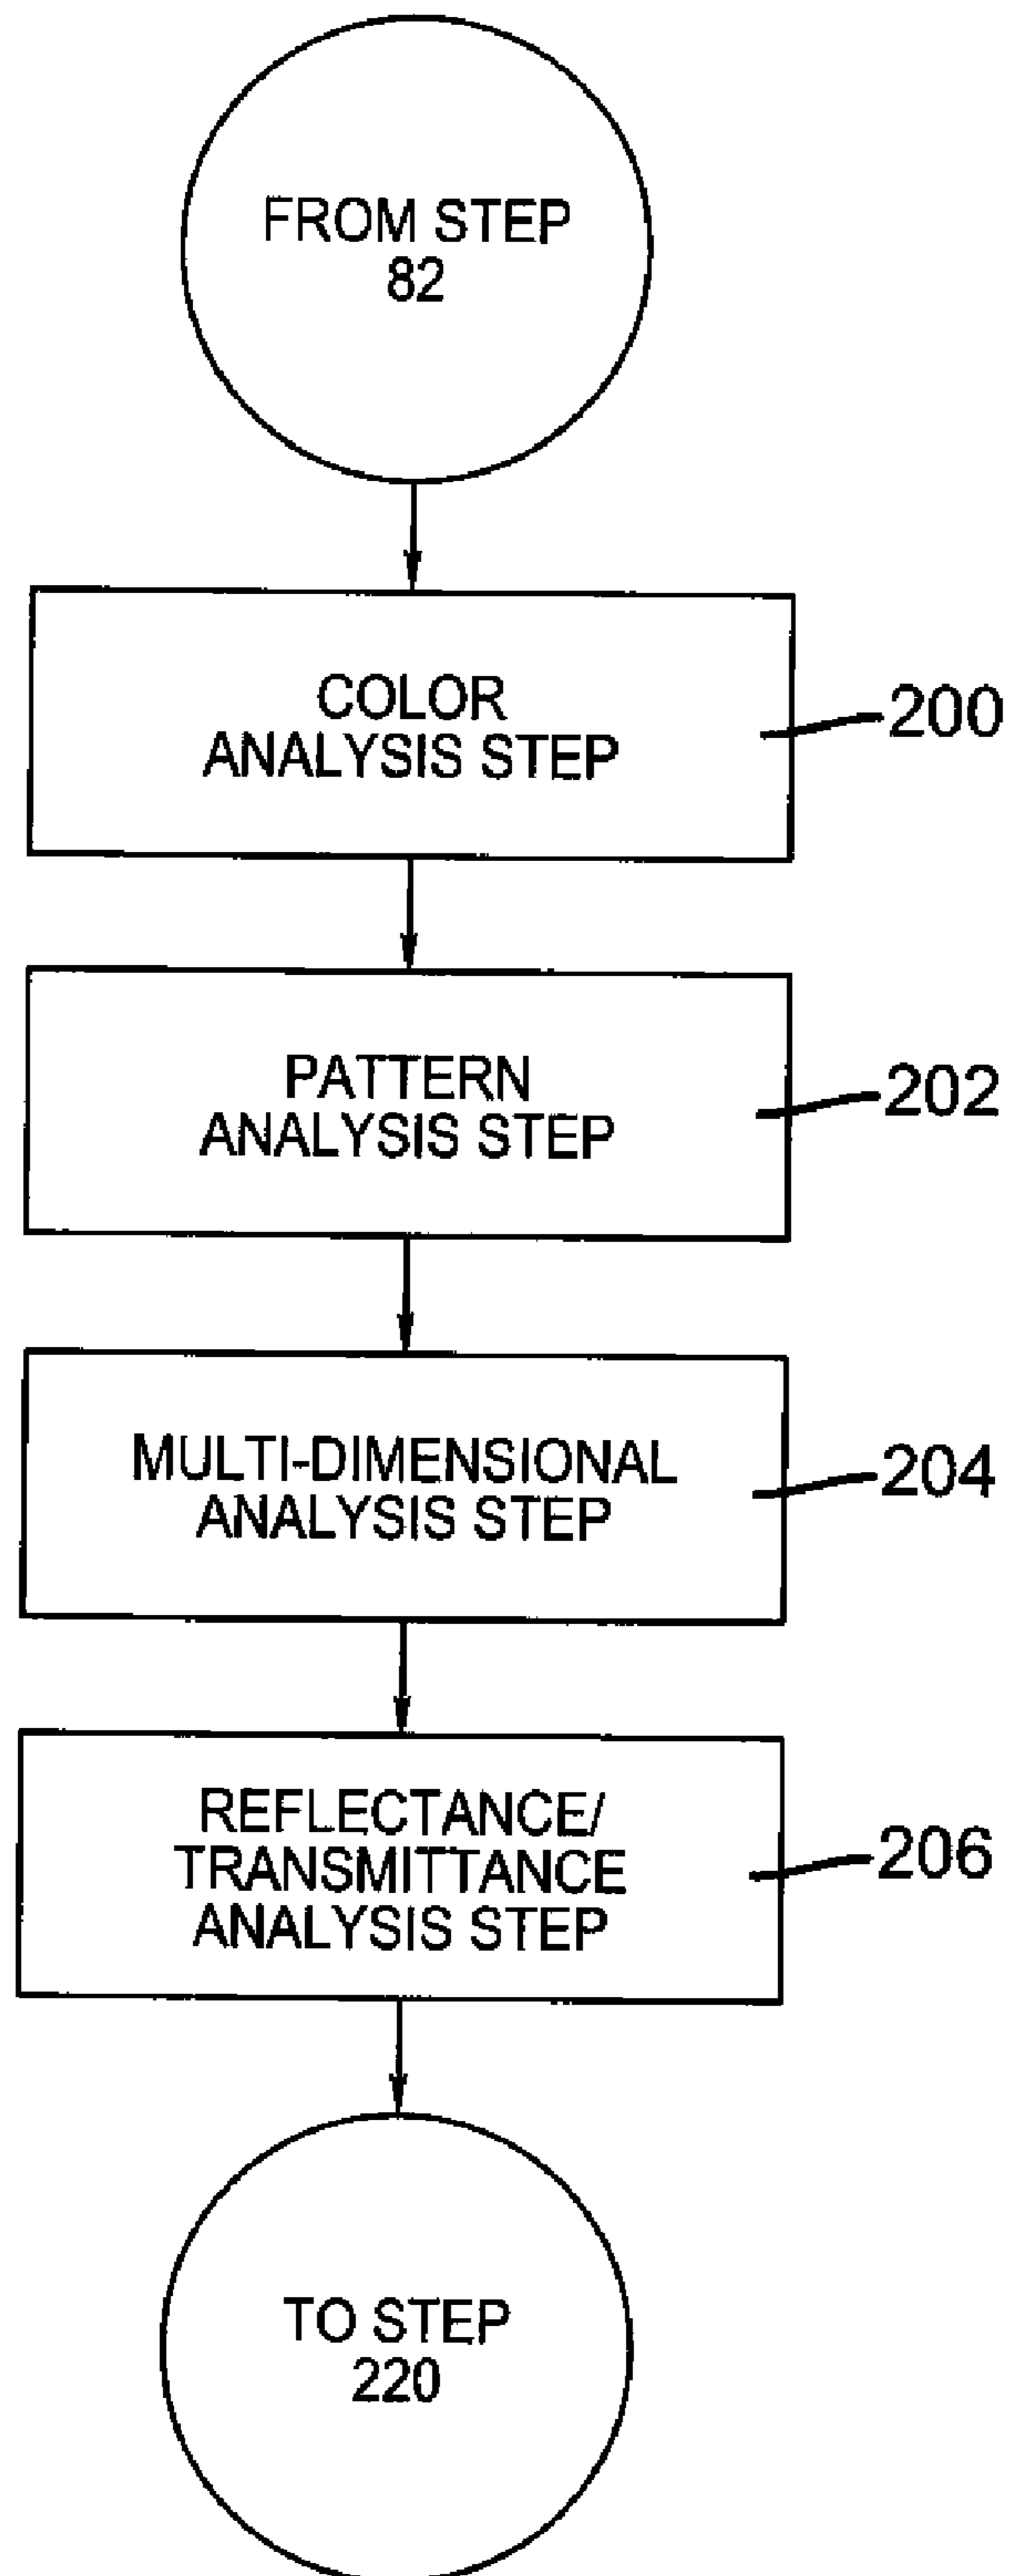 FROM STEP
82
COLOR
ANALYSIS STEP
200
PATTERN
ANALYSIS STEP
202
MULTI-DIMENSIONAL
ANALYSIS STEP
204
REFLECTANCE/
TRANSMITTANCE
ANALYSIS STEP
206
TO STEP
220